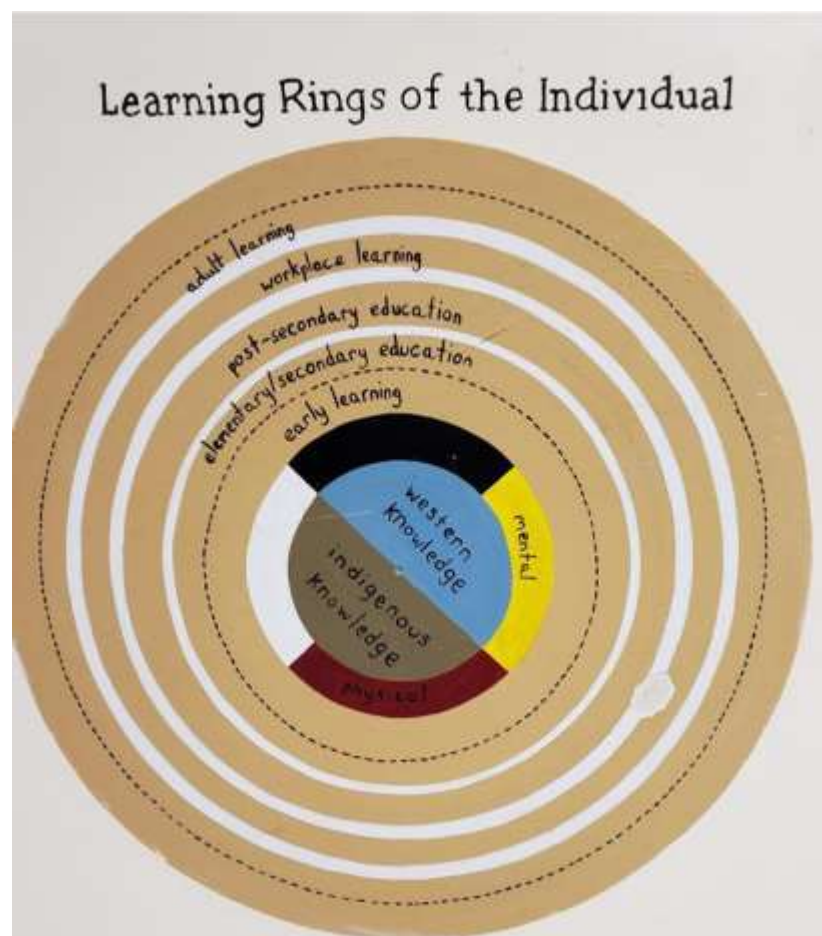 Learning Rings of the Individual
adult learning
workplace learning
post-secondary education
elementary/secondary education
early learning
western
knowledge
mental
indigenous
knowledge
physical